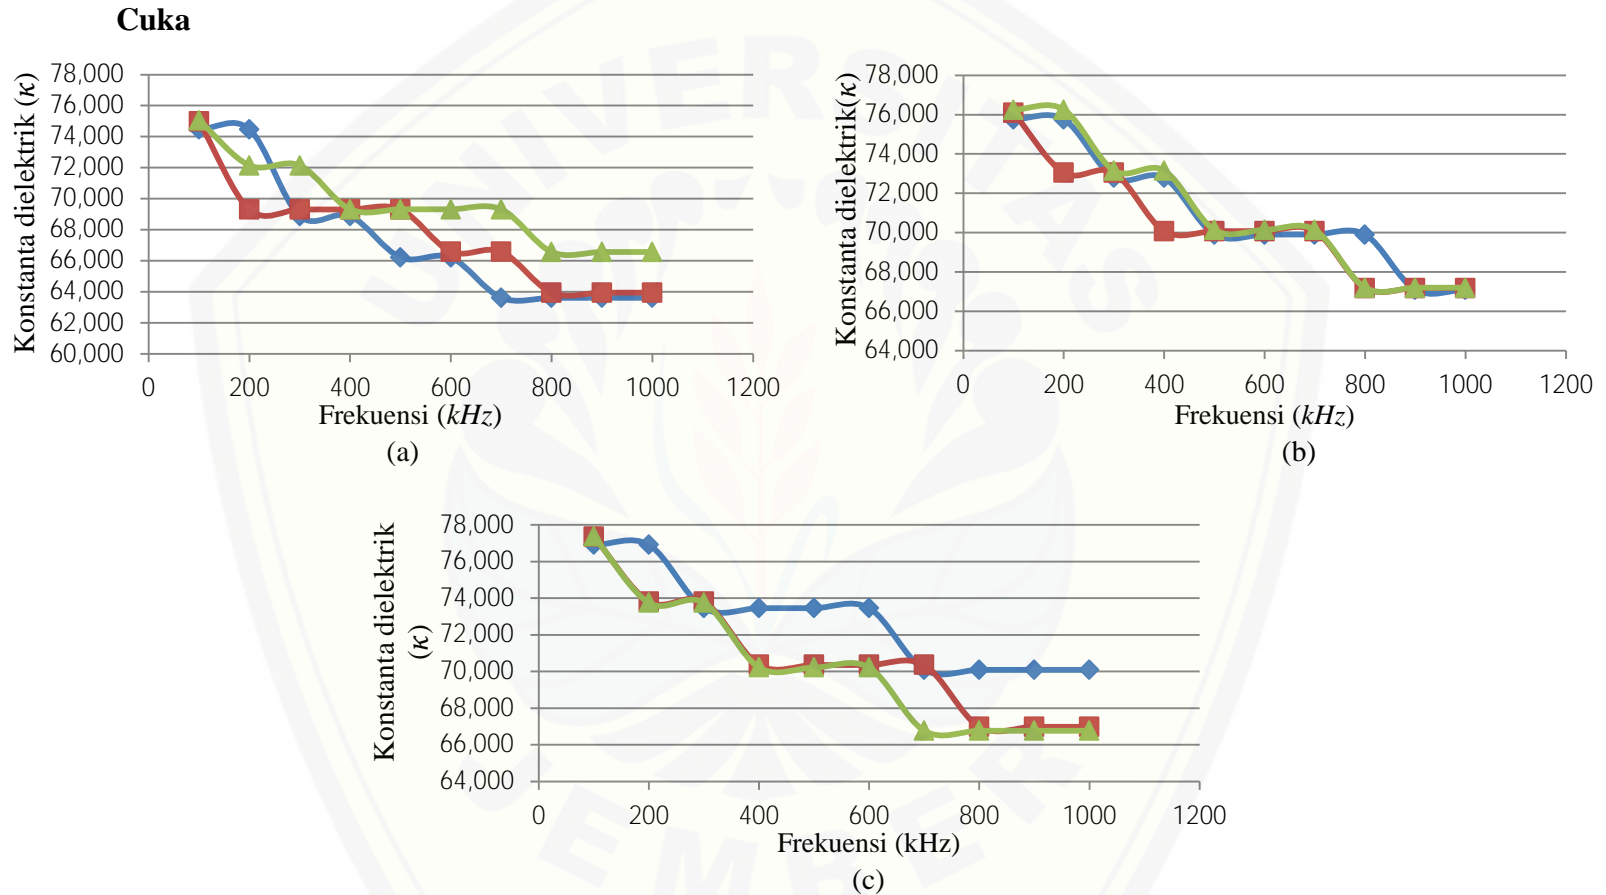 Cuka
Konstanta dielektrik (κ)
78,000
76,000
74,000
72,000
70,000
68,000
66,000
64,000
62,000
60,000
0 200 400 600 800 1000 1200
Frekuensi (kHz)
(a)
Konstanta dielektrik(κ)
78,000
76,000
74,000
72,000
70,000
68,000
66,000
64,000
0 200 400 600 800 1000 1200
Frekuensi (kHz)
(b)
Konstanta dielektrik
(κ)
78,000
76,000
74,000
72,000
70,000
68,000
66,000
64,000
0 200 400 600 800 1000 1200
Frekuensi (kHz)
(c)
UNIVERSITAS
JEMBER